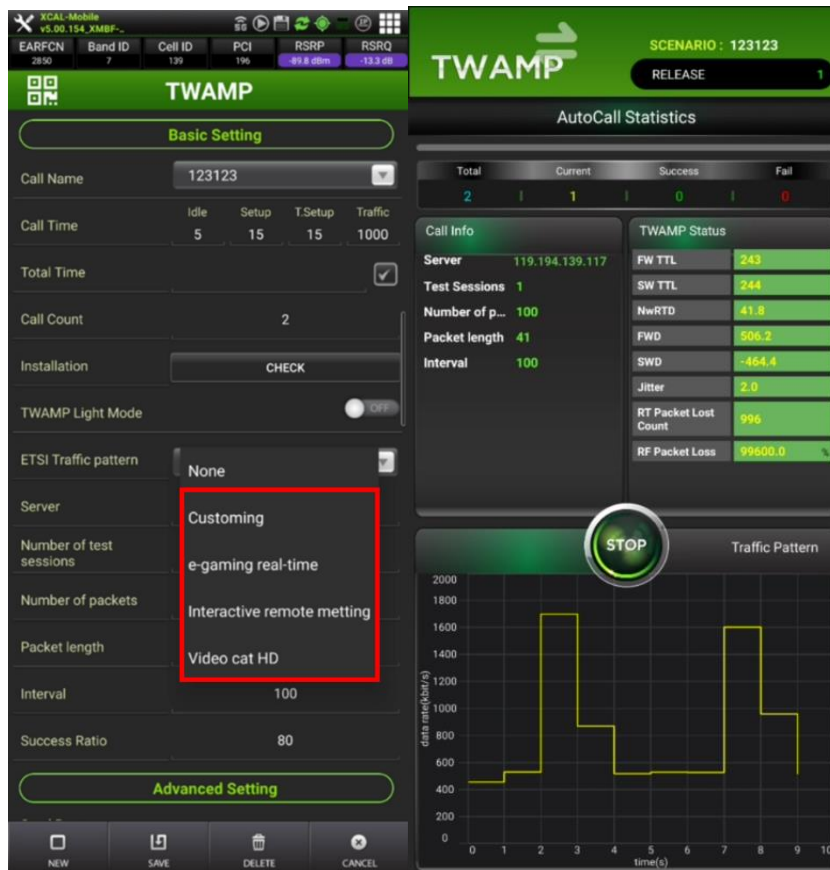 XCAL-Mobile
v5.00.154_XMBF-..
5G
EARFCN Band ID Cell ID PCI RSRP RSRQ
2850 7 139 196 -89.8 dBm -13.3 dB
TWAMP
Basic Setting
Call Name 123123
Idle Setup T.Setup Traffic
Call Time 5 15 15 1000
Total Time
Call Count 2
Installation CHECK
TWAMP Light Mode OFF
ETSI Traffic pattern
None
Server
Customing
Number of test
sessions
e-gaming real-time
Number of packets
Interactive remote metting
Packet length
Video cat HD
Interval 100
Success Ratio 80
Advanced Setting
NEW SAVE DELETE CANCEL
TWAMP
SCENARIO : 123123
RELEASE 1
AutoCall Statistics
Total Current Success Fail
2 | 1 | 0 | 0
Call Info
Server 119.194.139.117
Test Sessions 1
Number of p... 100
Packet length 41
Interval 100
TWAMP Status
FW TTL 243
SW TTL 244
NwRTD 41.8
FWD 506.2
SWD -464.4
Jitter 2.0
RT Packet Lost
Count 996
RF Packet Loss 99600.0 %
STOP
Traffic Pattern
data rate(kbit/s)
2000
1800
1600
1400
1200
1000
800
600
400
200
0
0 1 2 3 4 5 6 7 8 9 10
time(s)